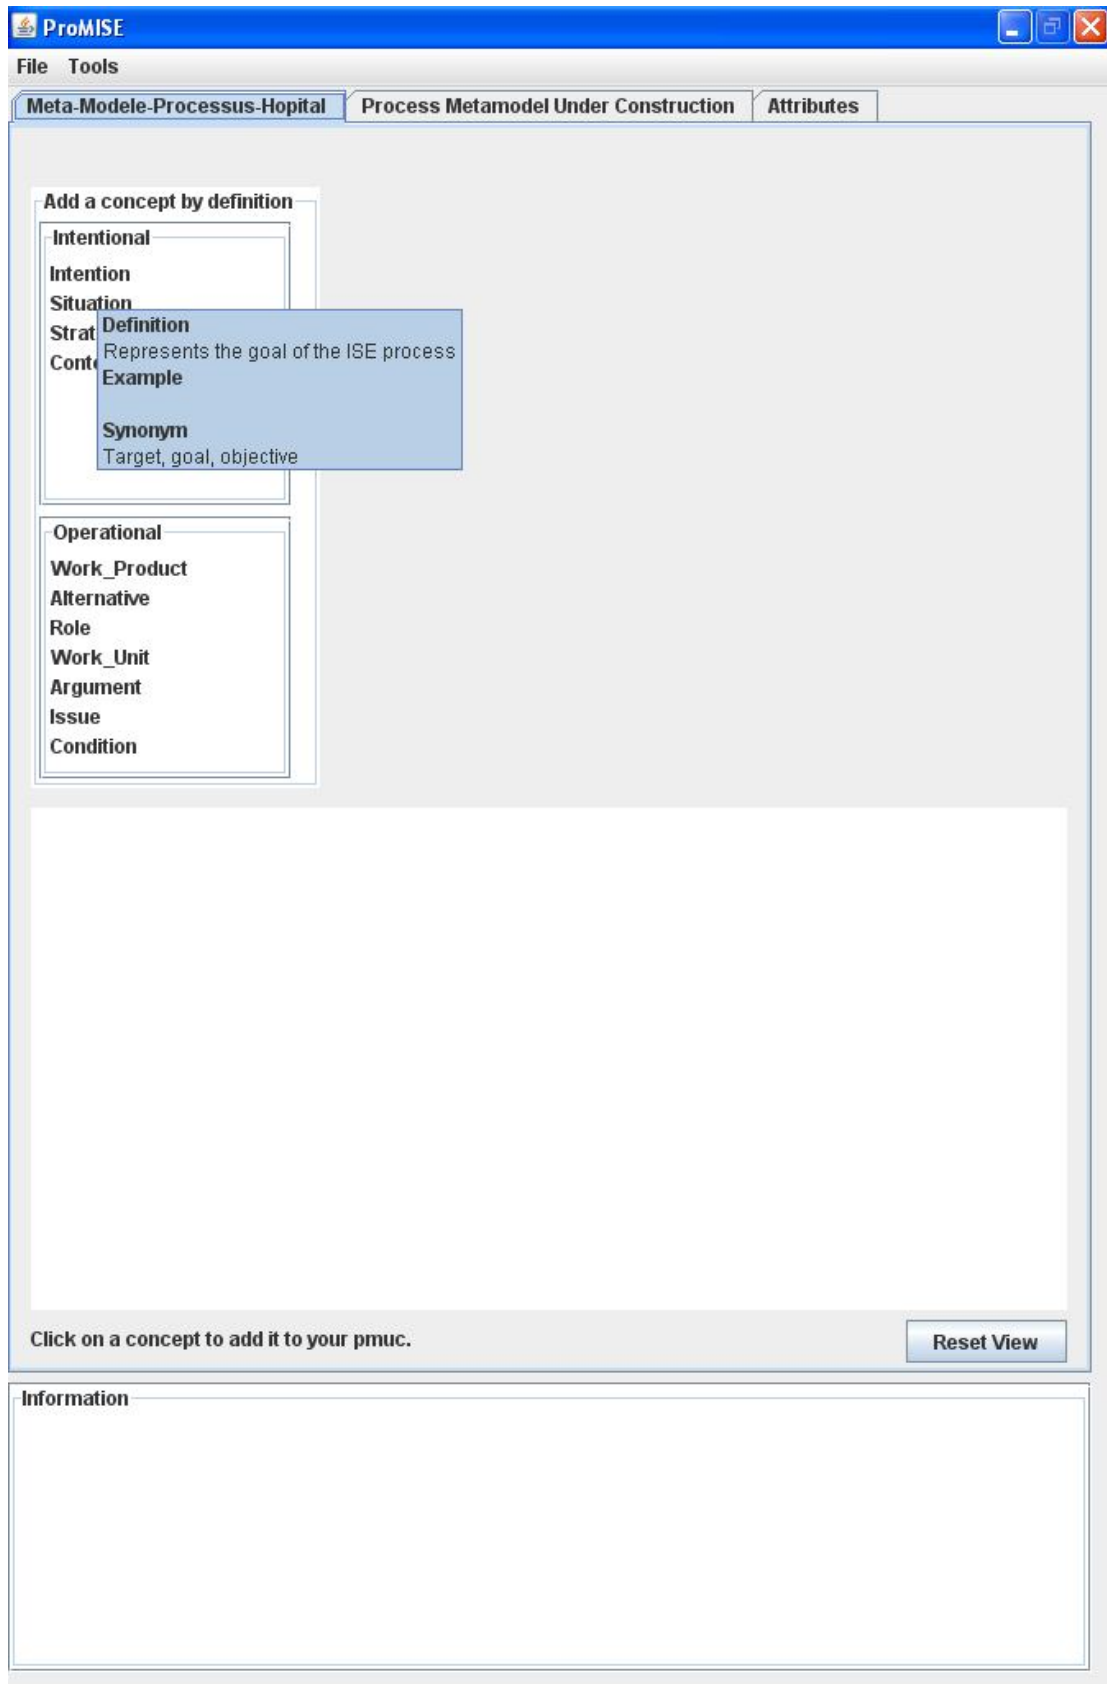 ProMISE
File Tools
Meta-Modele-Processus-Hopital Process Metamodel Under Construction Attributes
Add a concept by definition
Intentional
Intention
Situation
Strat
Conte
Definition
Represents the goal of the ISE process
Example
Synonym
Target, goal, objective
Operational
Work_Product
Alternative
Role
Work_Unit
Argument
Issue
Condition
Click on a concept to add it to your pmuc.
Reset View
Information